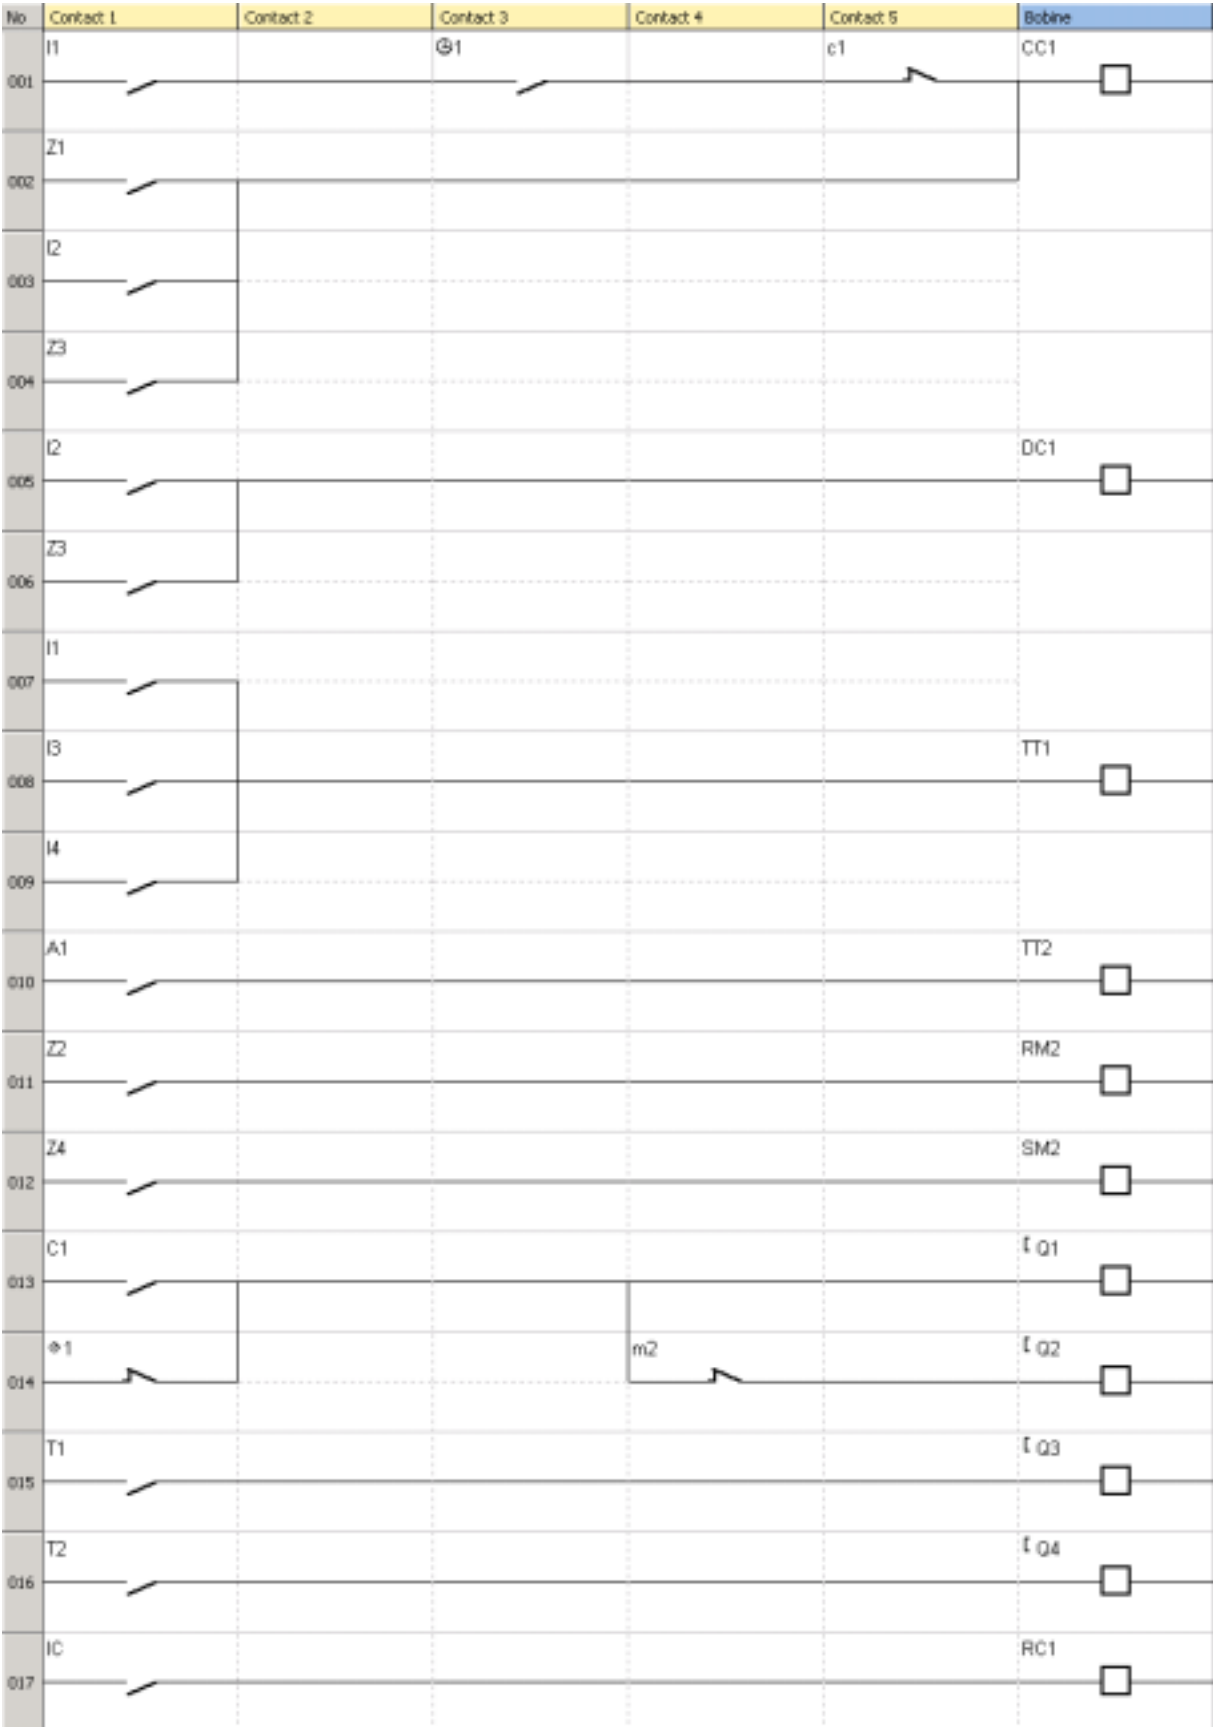 No Contact 1 Contact 2 Contact 3 Contact 4 Contact 5 Bobine
I1 1 c1 CC1
001
Z1
002
I2
003
Z3
004
I2 DC1
005
Z3
006
I1
007
I3 TT1
008
I4
009
A1 TT2
010
Z2 RM2
011
Z4 SM2
012
C1 [ Q1
013
1 m2 [ Q2
014
T1 [ Q3
015
T2 [ Q4
016
IC RC1
017